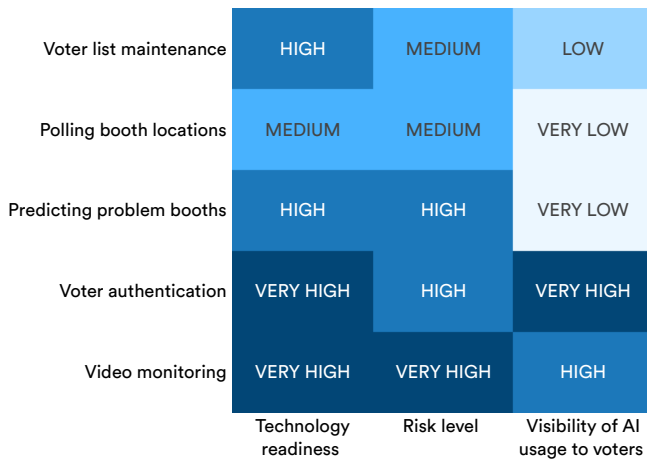 Voter list maintenance HIGH MEDIUM LOW
Polling booth locations MEDIUM MEDIUM VERY LOW
Predicting problem booths HIGH HIGH VERY LOW
Voter authentication VERY HIGH HIGH VERY HIGH
Video monitoring VERY HIGH VERY HIGH HIGH
Technology
readiness
Risk level
Visibility of AI
usage to voters